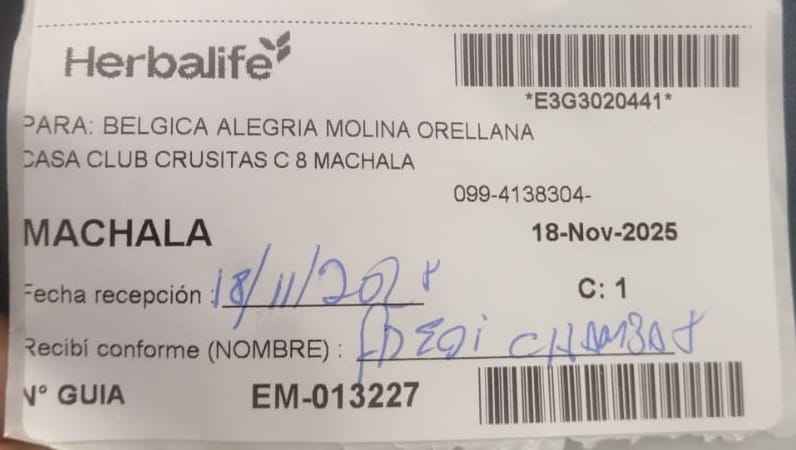 Herbalife
*E3G3020441*
PARA: BELGICA ALEGRIA MOLINA ORELLANA
CASA CLUB CRUSITAS C 8 MACHALA
099-4138304-
MACHALA 18-Nov-2025
Fecha recepción : 18/11/202 C: 1
Recibí conforme (NOMBRE) :
N° GUIA EM-013227